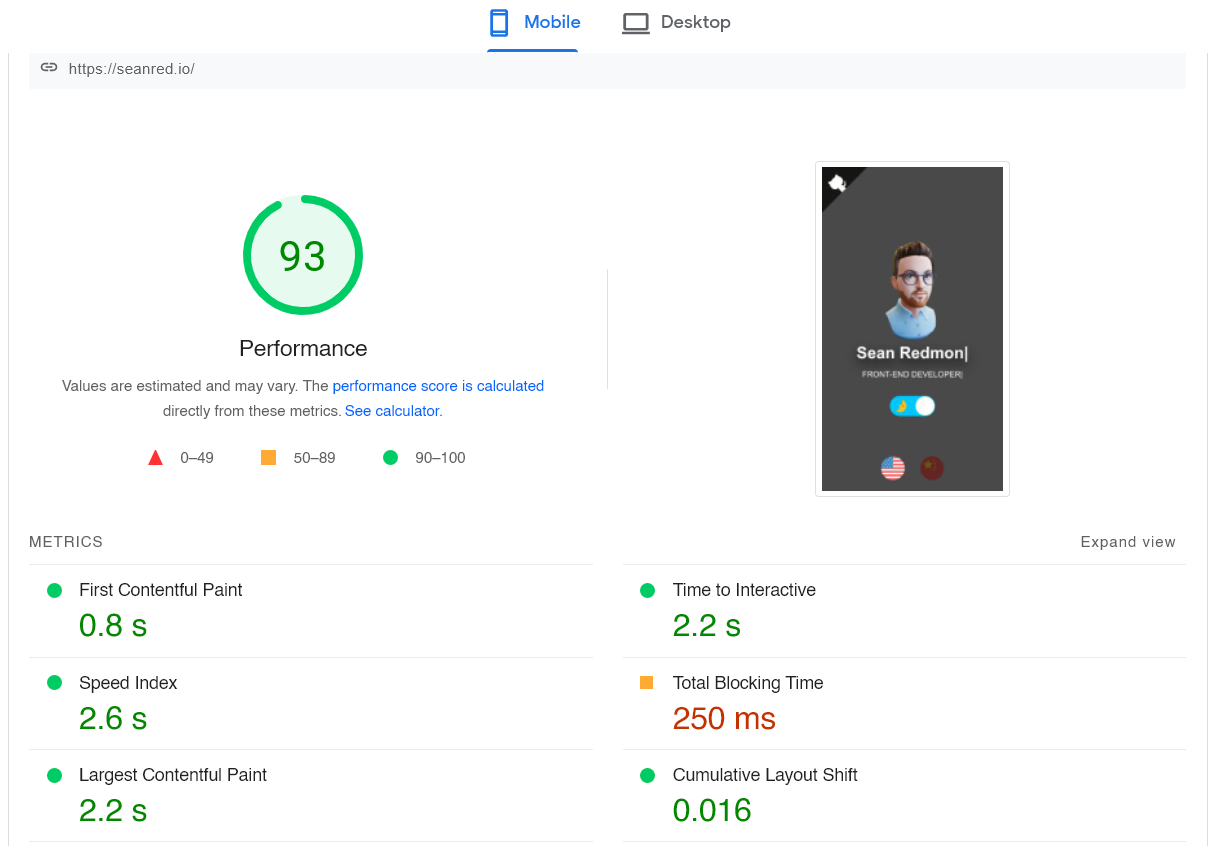 Mobile
Desktop
https://seanred.io/
93
Performance
Values are estimated and may vary. The performance score is calculated
directly from these metrics. See calculator.
0–49
50–89
90–100
Sean Redmon|
FRONT-END DEVELOPER|
METRICS
Expand view
First Contentful Paint
0.8 s
Time to Interactive
2.2 s
Speed Index
2.6 s
Total Blocking Time
250 ms
Largest Contentful Paint
2.2 s
Cumulative Layout Shift
0.016